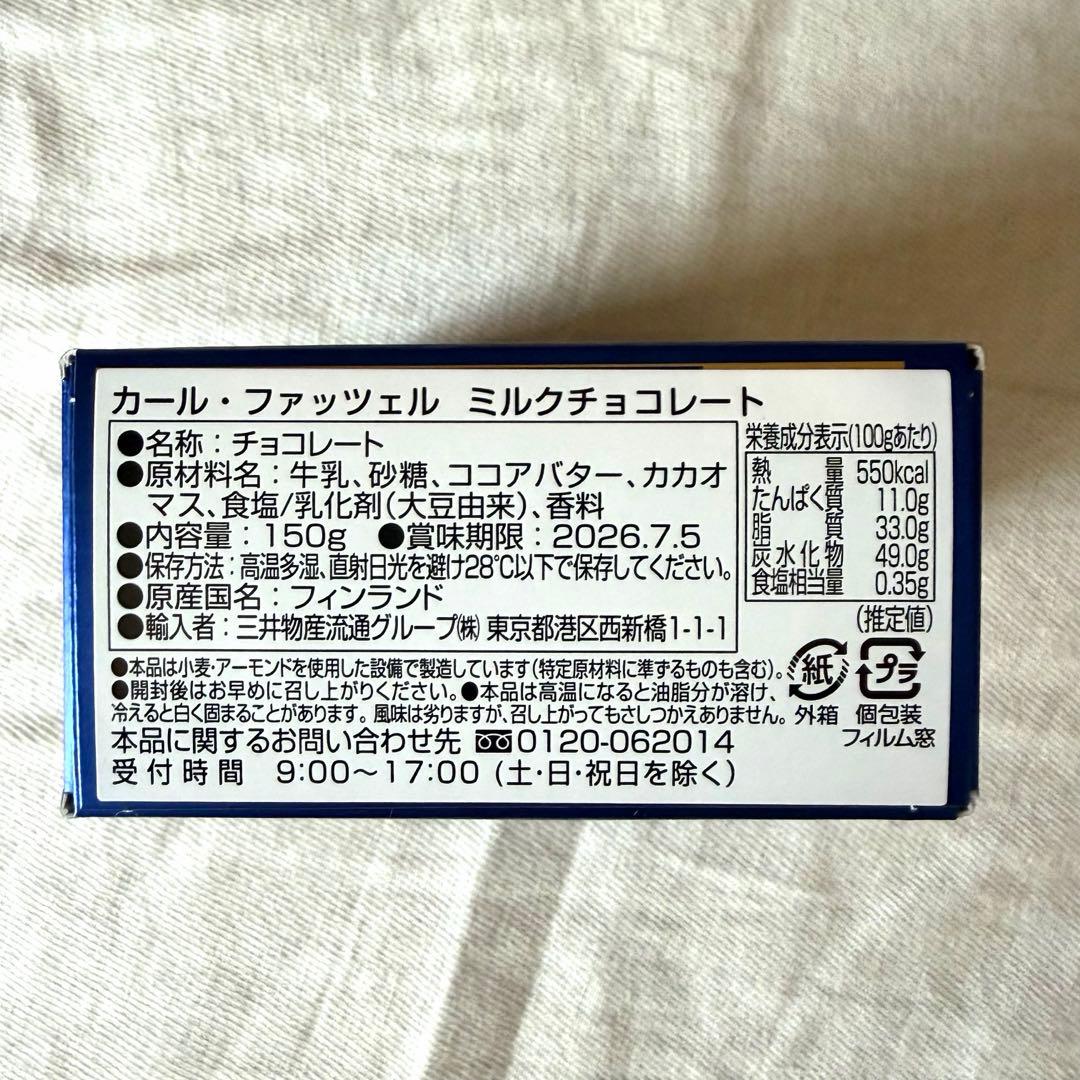 カール・ファッツェル ミルクチョコレート
●名称：チョコレート
●原材料名：牛乳、砂糖、ココアバター、カカオ
マス、食塩/乳化剤（大豆由来）、香料
●内容量：150g ●賞味期限：2026.7.5
●保存方法：高温多湿、直射日光を避け28℃以下で保存してください。
●原産国名：フィンランド
●輸入者：三井物産流通グループ㈱ 東京都港区西新橋1-1-1
栄養成分表示(100gあたり)
熱量 550kcal
たんぱく質 11.0g
脂質 33.0g
炭水化物 49.0g
食塩相当量 0.35g
(推定値)
●本品は小麦・アーモンドを使用した設備で製造しています（特定原材料に準ずるものも含む）。
●開封後はお早めに召し上がりください。●本品は高温になると油脂分が溶け、
冷えると白く固まることがあります。風味は劣りますが、召し上がってもさしつかえありません。
紙 プラ
外箱 個包装
フィルム窓
本品に関するお問い合わせ先 0120-062014
受付時間 9:00～17:00 (土・日・祝日を除く)